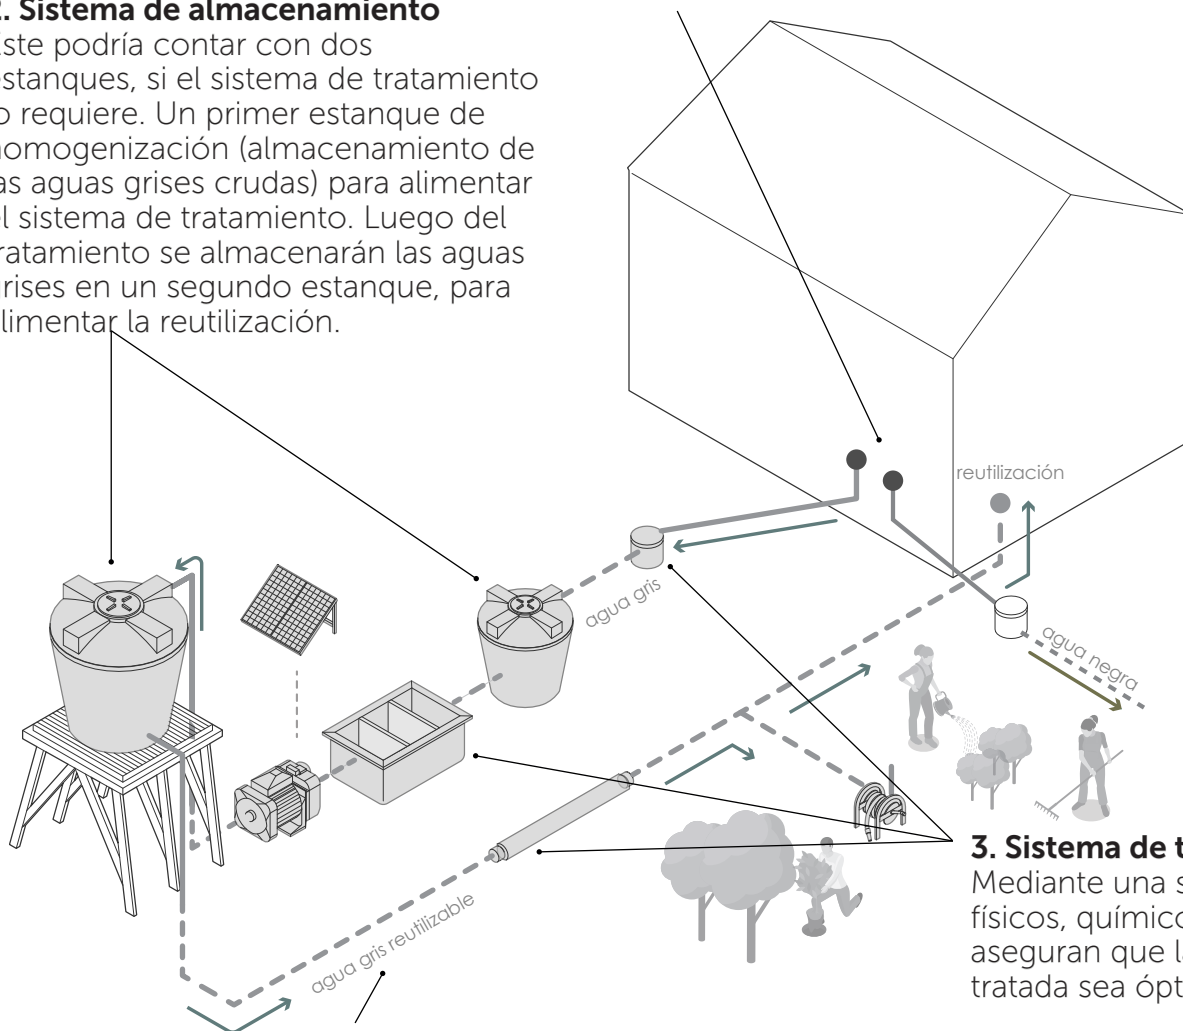 2. Sistema de almacenamiento
Este podría contar con dos
estanques, si el sistema de tratamiento
lo requiere. Un primer estanque de
homogenización (almacenamiento de
las aguas grises crudas) para alimentar
el sistema de tratamiento. Luego del
tratamiento se almacenarán las aguas
grises en un segundo estanque, para
alimentar la reutilización.
reutilización
agua gris
agua negra
agua gris reutilizable
3. Sistema de t
Mediante una s
físicos, químico
aseguran que la
tratada sea ópt